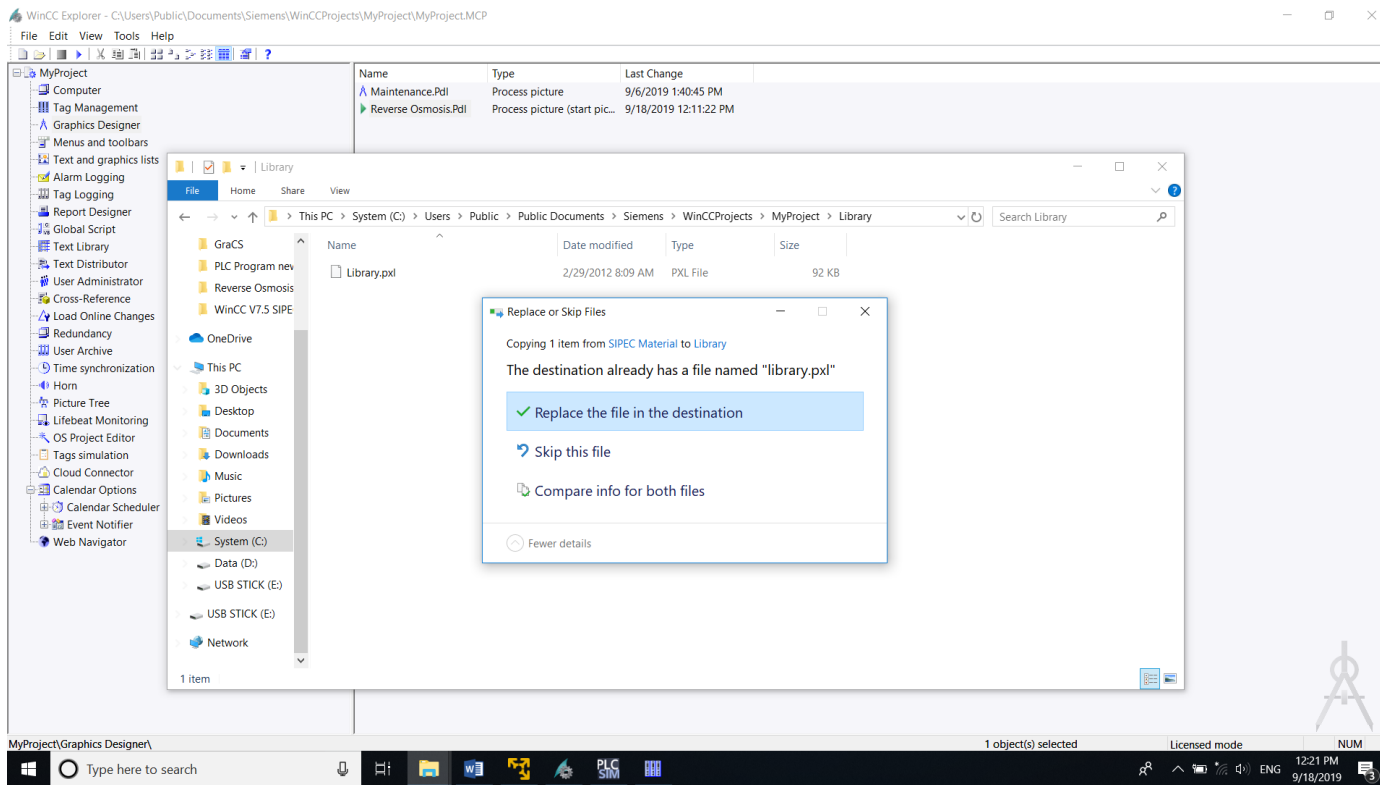 WinCC Explorer - C:\Users\Public\Documents\Siemens\WinCCProjects\MyProject\MyProject.MCP
File Edit View Tools Help
MyProject
Computer
Tag Management
Graphics Designer
Menus and toolbars
Text and graphics lists
Alarm Logging
Tag Logging
Report Designer
Global Script
Text Library
Text Distributor
User Administrator
Cross-Reference
Load Online Changes
Redundancy
User Archive
Time synchronization
Horn
Picture Tree
Lifebeat Monitoring
OS Project Editor
Tags simulation
Cloud Connector
Calendar Options
Calendar Scheduler
Event Notifier
Web Navigator
Name Type Last Change
Maintenance.Pdl Process picture 9/6/2019 1:40:45 PM
Reverse Osmosis.Pdl Process picture (start pic... 9/18/2019 12:11:22 PM
Library
File Home Share View
This PC > System (C:) > Users > Public > Public Documents > Siemens > WinCCProjects > MyProject > Library
Search Library
GraCS
PLC Program new
Reverse Osmosis
WinCC V7.5 SIPE
OneDrive
This PC
3D Objects
Desktop
Documents
Downloads
Music
Pictures
Videos
System (C:)
Data (D:)
USB STICK (E:)
USB STICK (E:)
Network
1 item
Name Date modified Type Size
Library.pxl 2/29/2012 8:09 AM PXL File 92 KB
Replace or Skip Files
Copying 1 item from SIPEC Material to Library
The destination already has a file named "library.pxl"
Replace the file in the destination
Skip this file
Compare info for both files
Fewer details
MyProject\Graphics Designer\ 1 object(s) selected Licensed mode NUM
Type here to search
PLC
SIM
ENG
12:21 PM
9/18/2019
3